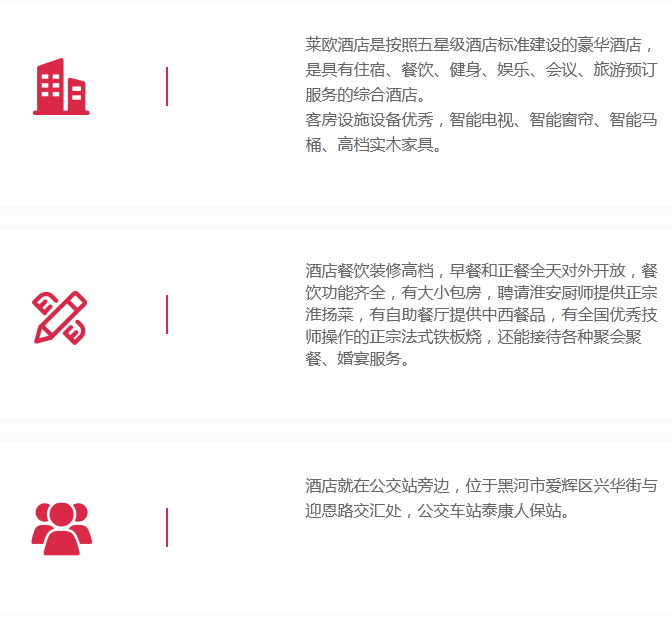 莱欧酒店是按照五星级酒店标准建设的豪华酒店，
是具有住宿、餐饮、健身、娱乐、会议、旅游预订
服务的综合酒店。
客房设施设备优秀，智能电视、智能窗帘、智能马
桶、高档实木家具。
酒店餐饮装修高档，早餐和正餐全天对外开放，餐
饮功能齐全，有大小包房，聘请淮安厨师提供正宗
淮扬菜，有自助餐厅提供中西餐品，有全国优秀技
师操作的正宗法式铁板烧，还能接待各种聚会聚
餐、婚宴服务。
酒店就在公交站旁边，位于黑河市爱辉区兴华街与
迎恩路交汇处，公交车站泰康人保站。